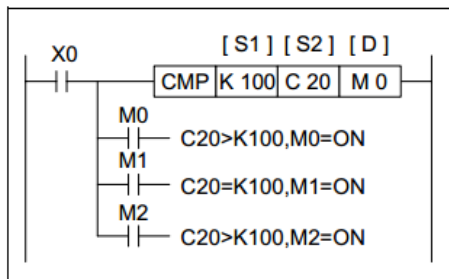 [ S1 ] [ S2 ] [ D ]
X0
CMP K 100 C 20 M 0
M0
C20>K100,M0=ON
M1
C20=K100,M1=ON
M2
C20>K100,M2=ON